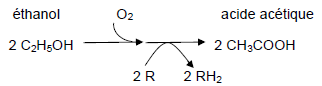 éthanol O₂ acide acétique
2 C₂H₅OH 2 CH₃COOH
2 R 2 RH₂